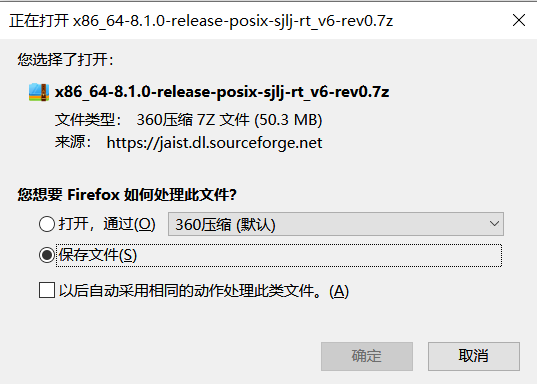 正在打开 x86_64-8.1.0-release-posix-sjlj-rt_v6-rev0.7z
您选择了打开：
x86_64-8.1.0-release-posix-sjlj-rt_v6-rev0.7z
文件类型： 360压缩 7Z 文件 (50.3 MB)
来源： https://jaist.dl.sourceforge.net
您想要 Firefox 如何处理此文件？
打开，通过(O) 360压缩 (默认)
保存文件(S)
以后自动采用相同的动作处理此类文件。(A)
确定 取消